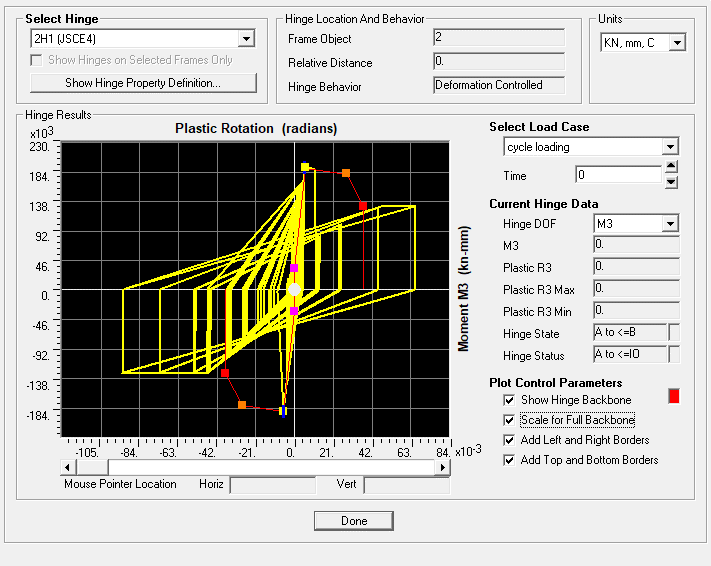 Select Hinge
2H1 (JSCE4)
Show Hinges on Selected Frames Only
Show Hinge Property Definition...
Hinge Location And Behavior
Frame Object 2
Relative Distance 0.
Hinge Behavior Deformation Controlled
Units
KN, mm, C
Hinge Results
x10³
Plastic Rotation (radians)
230.
184.
138.
92.
46.
0.
-46.
-92.
-138.
-184.
-105. -84. -63. -42. -21. 0. 21. 42. 63. 84. x10⁻³
Moment M3 (kn-mm)
Mouse Pointer Location Horiz Vert
Select Load Case
cycle loading
Time 0
Current Hinge Data
Hinge DOF M3
M3 0.
Plastic R3 0.
Plastic R3 Max 0.
Plastic R3 Min 0.
Hinge State A to <=B
Hinge Status A to <=IO
Plot Control Parameters
Show Hinge Backbone
Scale for Full Backbone
Add Left and Right Borders
Add Top and Bottom Borders
Done